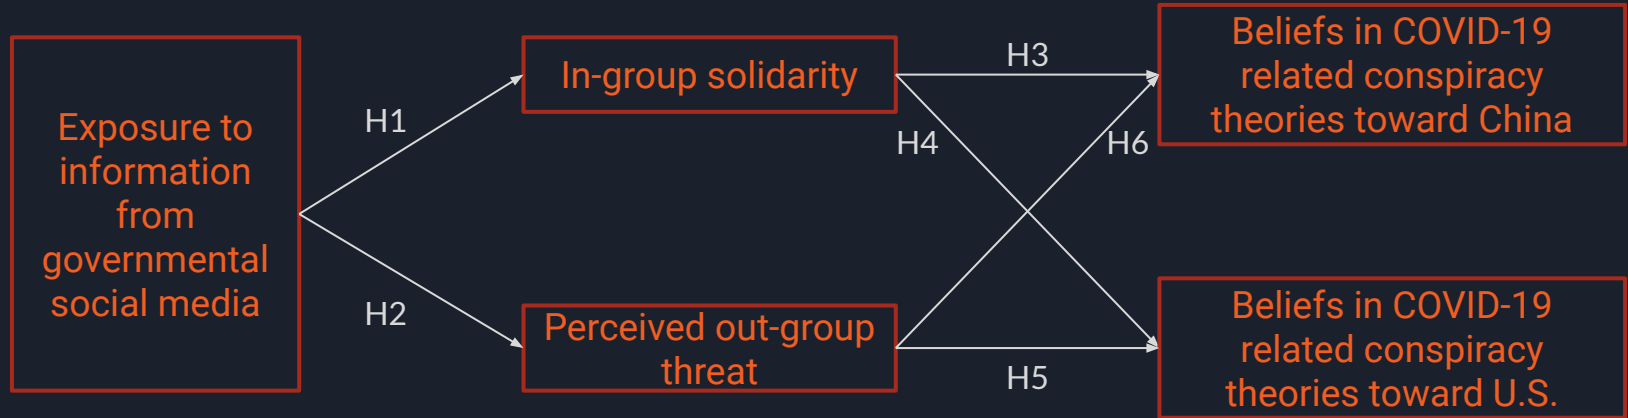 Exposure to
information
from
governmental
social media
H1
H2
In-group solidarity
Perceived out-group
threat
H3
H4
H6
H5
Beliefs in COVID-19
related conspiracy
theories toward China
Beliefs in COVID-19
related conspiracy
theories toward U.S.